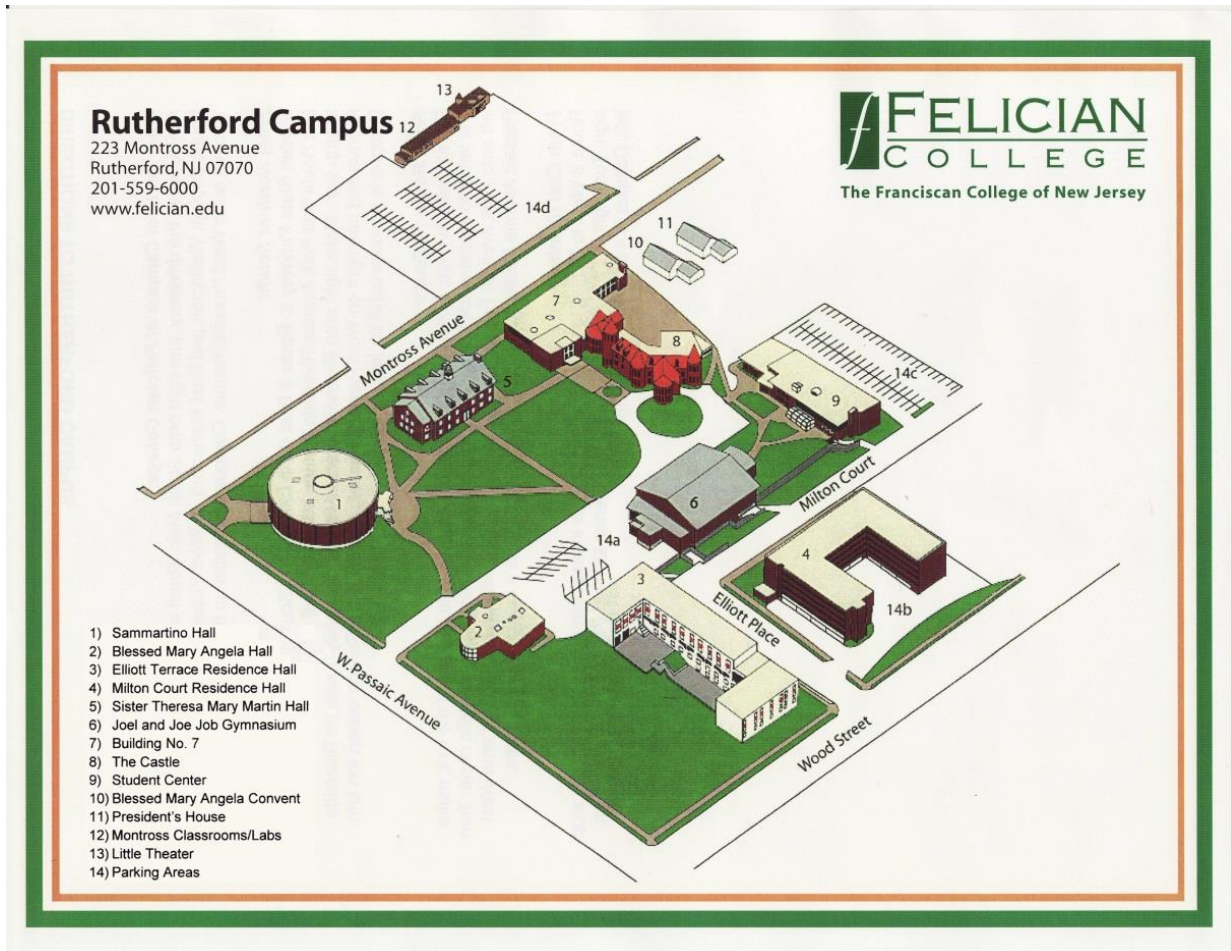 Rutherford Campus
223 Montross Avenue
Rutherford, NJ 07070
201-559-6000
www.felician.edu
f FELICIAN
COLLEGE
The Franciscan College of New Jersey
13
12
14d
11
10
7
8
Montross Avenue
5
14c
9
1
6
Milton Court
14a
3
4
Elliott Place
14b
2
W. Passaic Avenue
Wood Street
1) Sammartino Hall
2) Blessed Mary Angela Hall
3) Elliott Terrace Residence Hall
4) Milton Court Residence Hall
5) Sister Theresa Mary Martin Hall
6) Joel and Joe Job Gymnasium
7) Building No. 7
8) The Castle
9) Student Center
10) Blessed Mary Angela Convent
11) President's House
12) Montross Classrooms/Labs
13) Little Theater
14) Parking Areas